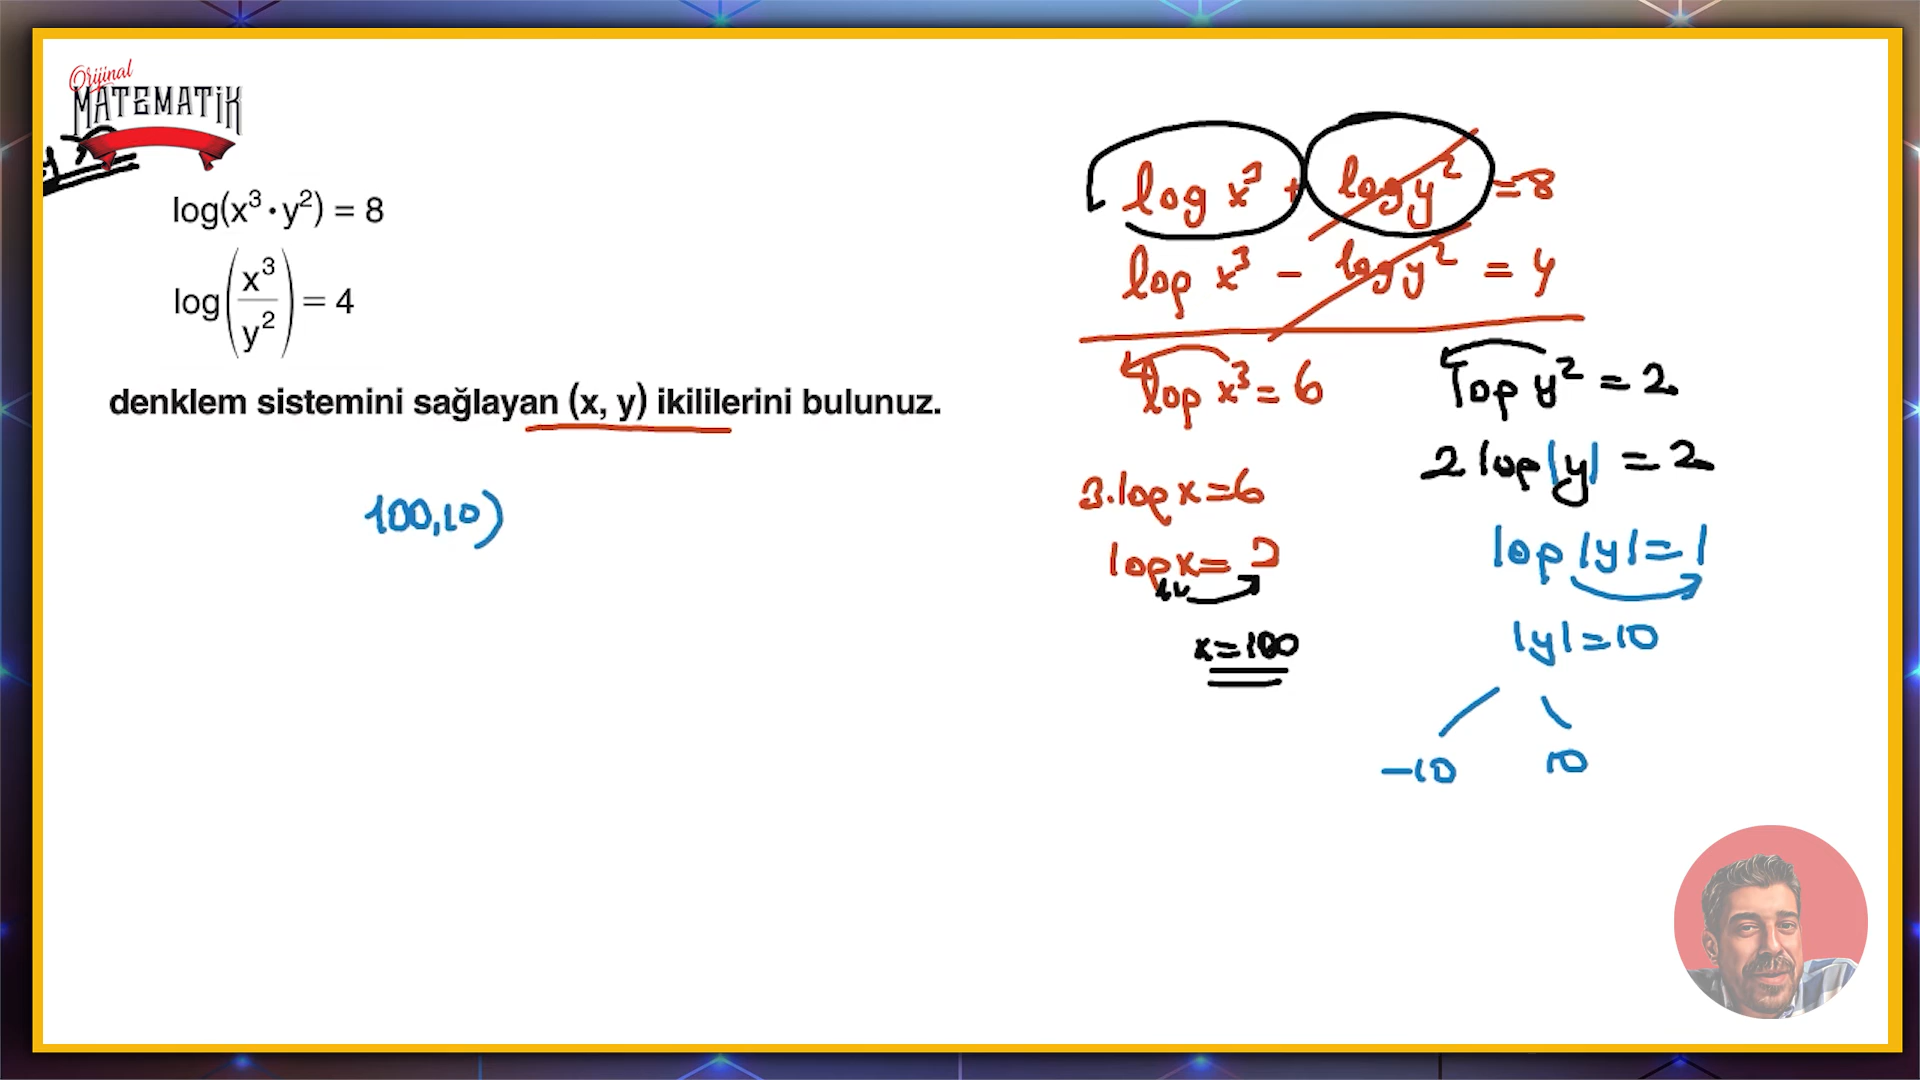 Orijinal
MATEMATİK
log(x³·y²) = 8
log(x³/y²) = 4
denklem sistemini sağlayan (x, y) ikililerini bulunuz.
100,10)
log x³ + log y² = 8
log x³ - log y² = 4
log x³ = 6
3.log x = 6
log x = 2
10
x = 100
log y² = 2
2 log |y| = 2
log |y| = 1
|y| = 10
-10 10